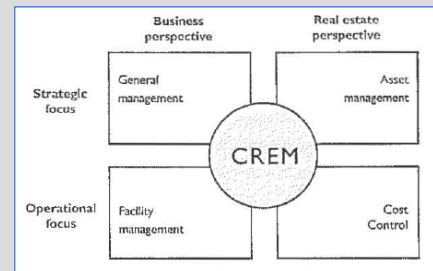 Business
perspective
Real estate
perspective
Strategic
focus
General
management
Asset
management
CREM
Operational
focus
Facility
management
Cost
Control